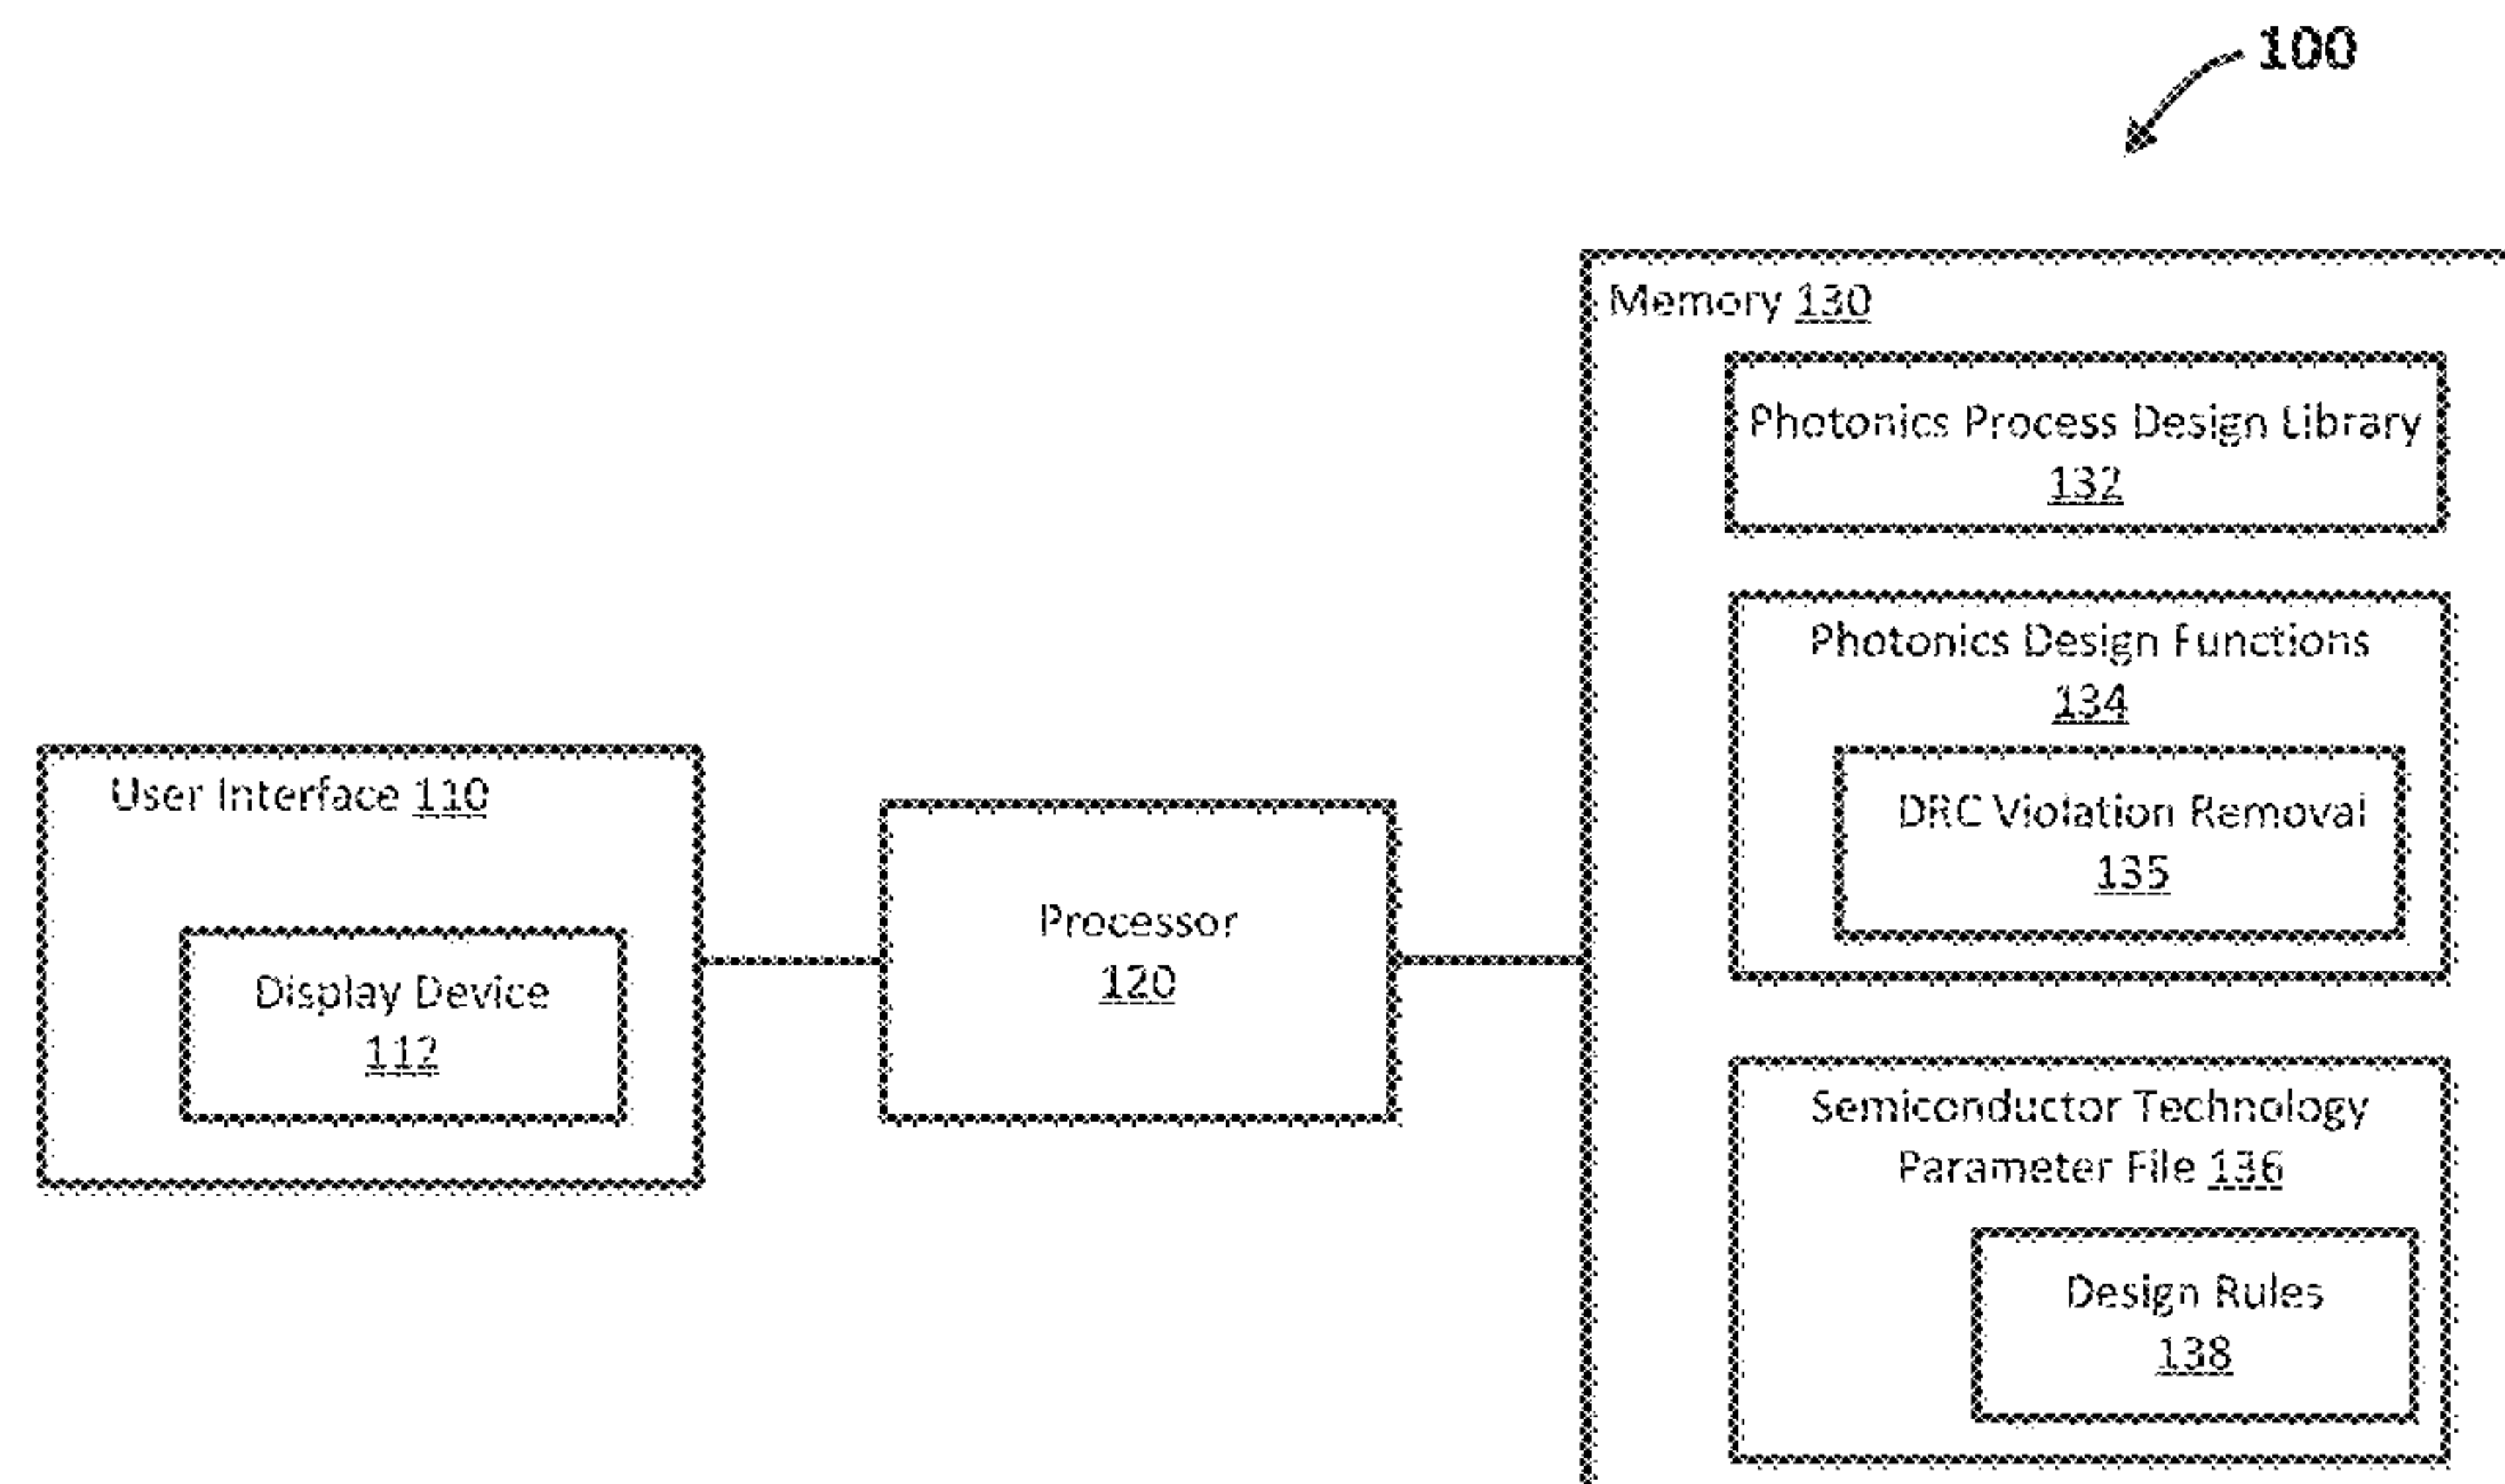 100
Memory 130
Photonics Process Design Library
132
Photonics Design Functions
134
DRC Violation Removal
135
User Interface 110
Display Device
112
Processor
120
Semiconductor Technology
Parameter File 136
Design Rules
138